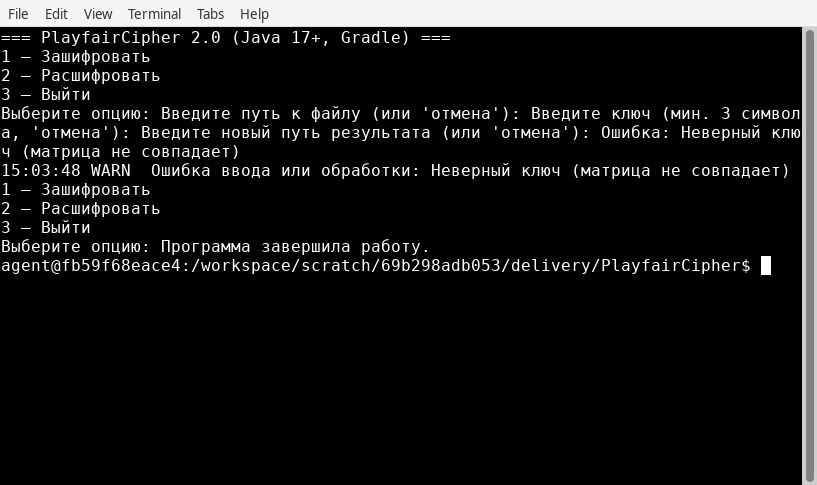 File Edit View Terminal Tabs Help
=== PlayfairCipher 2.0 (Java 17+, Gradle) ===
1 — Зашифровать
2 — Расшифровать
3 — Выйти
Выберите опцию: Введите путь к файлу (или 'отмена'): Введите ключ (мин. 3 символ
а, 'отмена'): Введите новый путь результата (или 'отмена'): Ошибка: Неверный клю
ч (матрица не совпадает)
15:03:48 WARN  Ошибка ввода или обработки: Неверный ключ (матрица не совпадает)
1 — Зашифровать
2 — Расшифровать
3 — Выйти
Выберите опцию: Программа завершила работу.
agent@fb59f68eace4:/workspace/scratch/69b298adb053/delivery/PlayfairCipher$